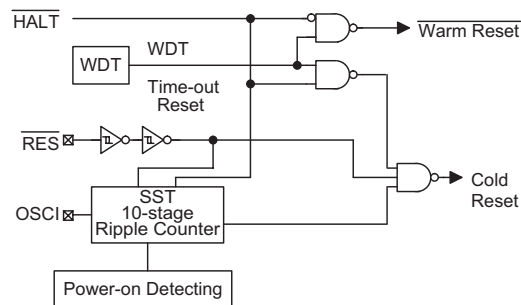 HALT
Warm Reset
WDT
WDT
Time-out
Reset
RES
Cold
Reset
OSCI
SST
10-stage
Ripple Counter
Power-on Detecting